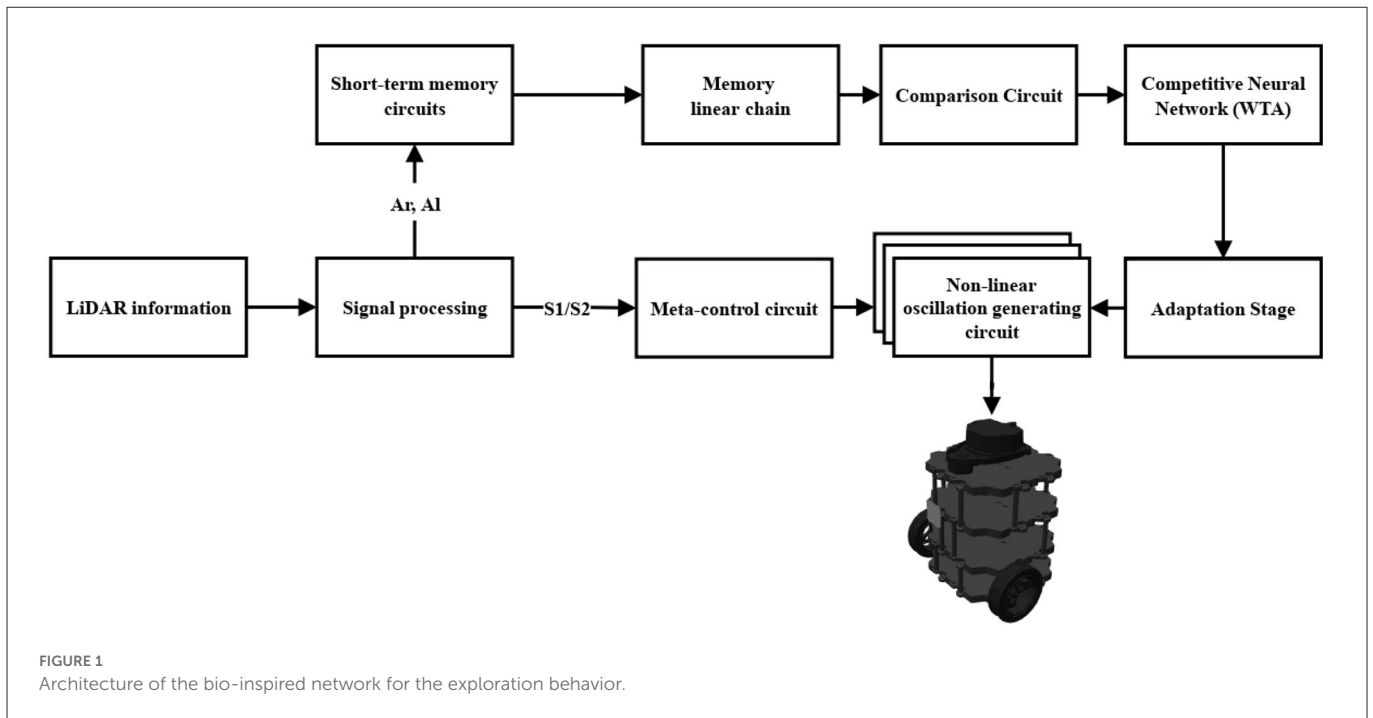 Short-term memory
circuits
Memory
linear chain
Comparison Circuit
Competitive Neural
Network (WTA)
Ar, Al
LiDAR information
Signal processing
S1/S2
Meta-control circuit
Non-linear
oscillation generating
circuit
Adaptation Stage
FIGURE 1
Architecture of the bio-inspired network for the exploration behavior.